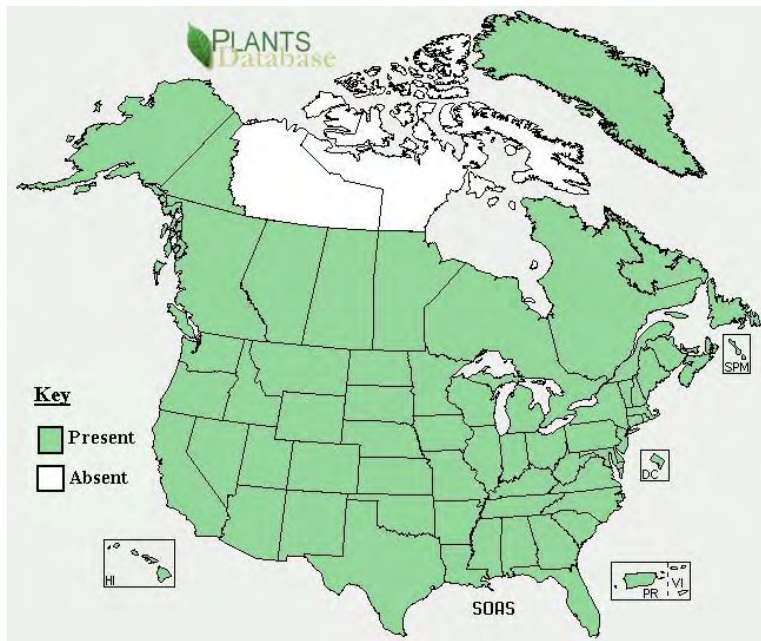 PLANTS
Database
Key
Present
Absent
SPM
DC
HI
PR
VI
SOAS